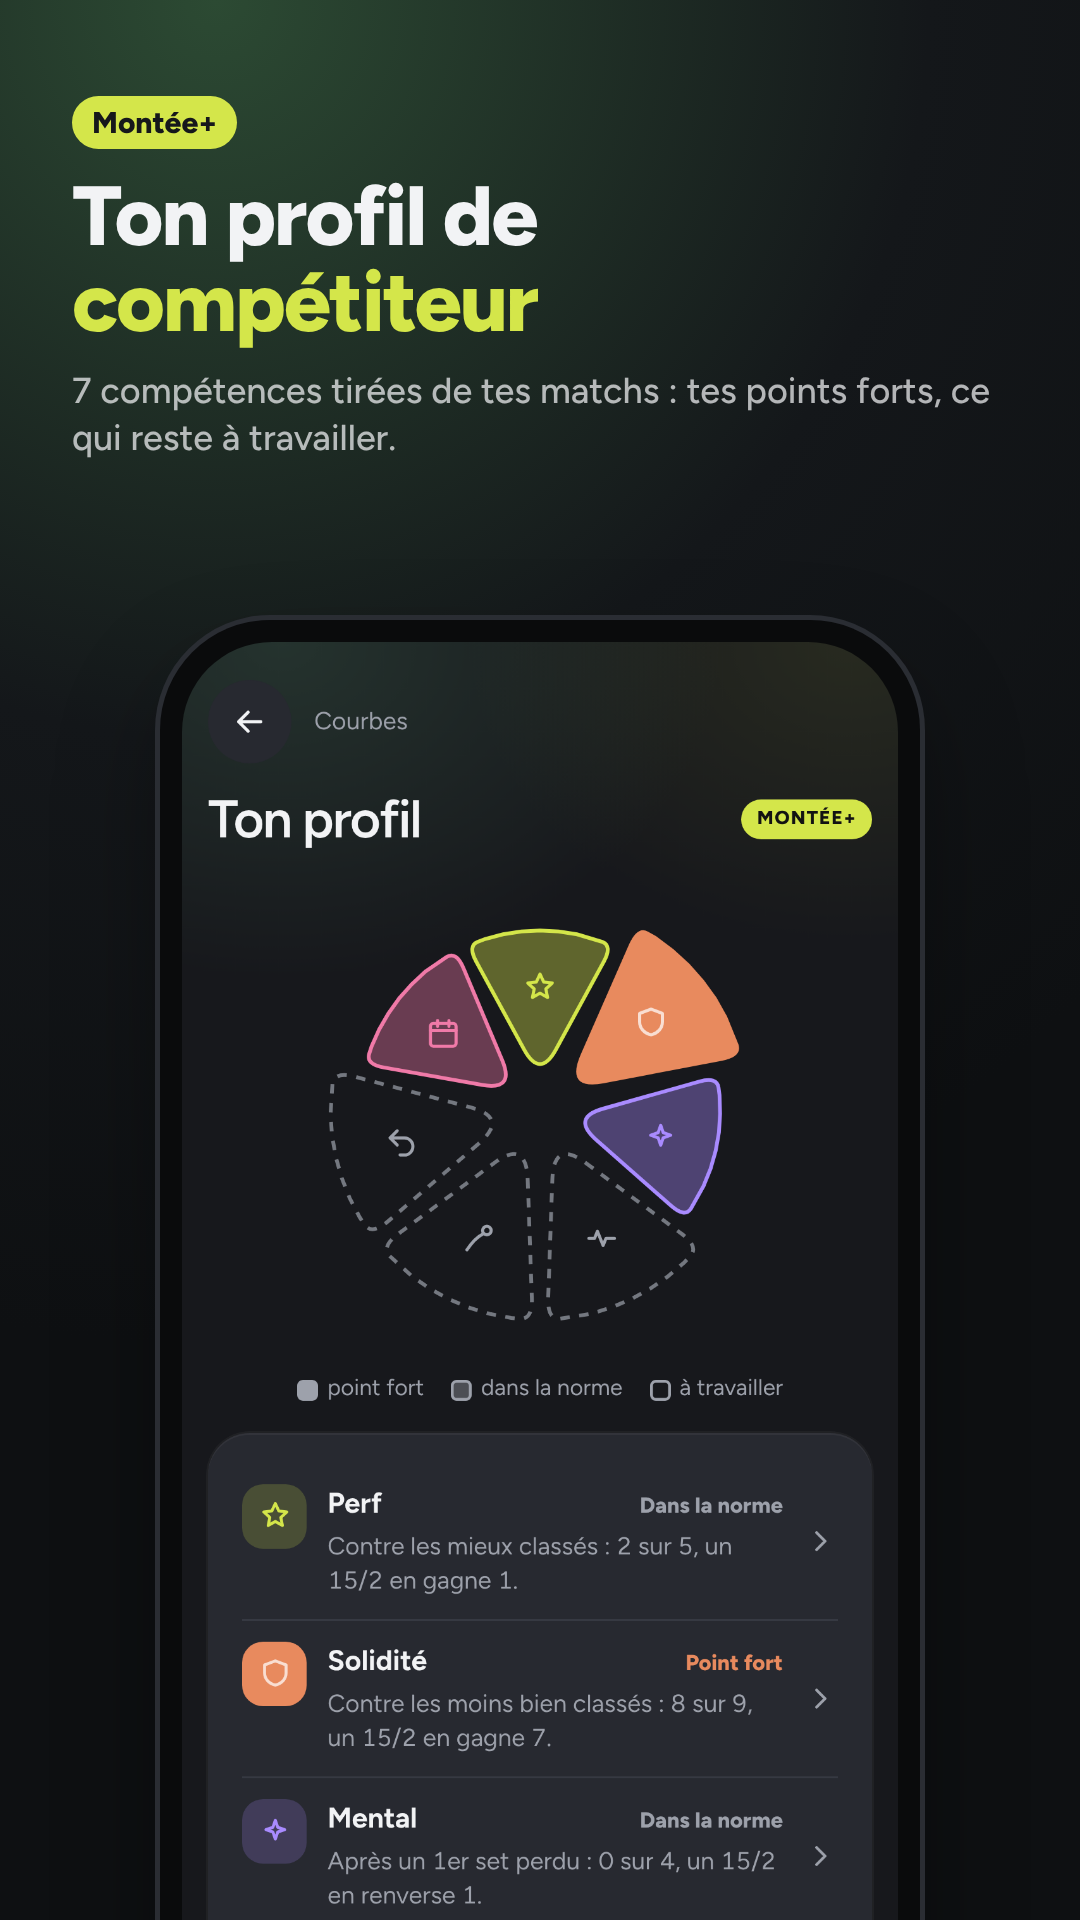 Montée+
Ton profil de
compétiteur
7 compétences tirées de tes matchs : tes points forts, ce
qui reste à travailler.
Courbes
Ton profil
MONTÉE+
point fort
dans la norme
à travailler
Perf
Dans la norme
Contre les mieux classés : 2 sur 5, un
15/2 en gagne 1.
Solidité
Point fort
Contre les moins bien classés : 8 sur 9,
un 15/2 en gagne 7.
Mental
Dans la norme
Après un 1er set perdu : 0 sur 4, un 15/2
en renverse 1.